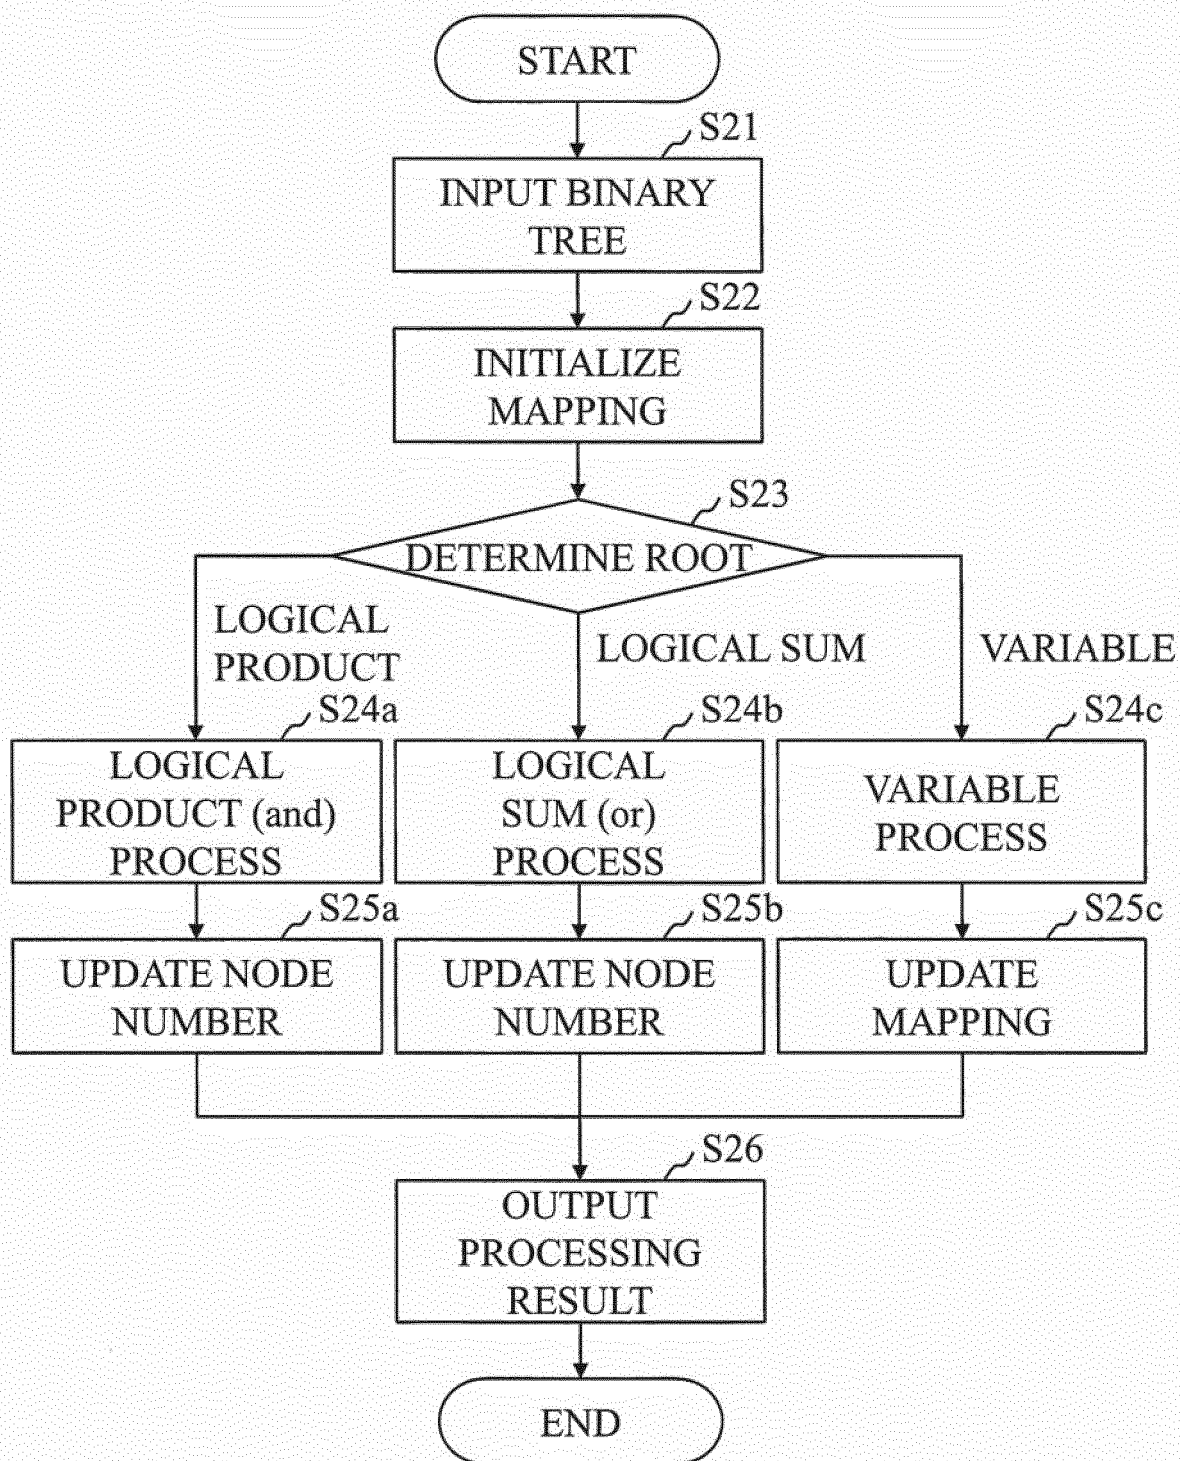 START
S21
INPUT BINARY
TREE
S22
INITIALIZE
MAPPING
S23
DETERMINE ROOT
LOGICAL
PRODUCT
LOGICAL SUM
VARIABLE
S24a
LOGICAL
PRODUCT (and)
PROCESS
S24b
LOGICAL
SUM (or)
PROCESS
S24c
VARIABLE
PROCESS
S25a
UPDATE NODE
NUMBER
S25b
UPDATE NODE
NUMBER
S25c
UPDATE
MAPPING
S26
OUTPUT
PROCESSING
RESULT
END